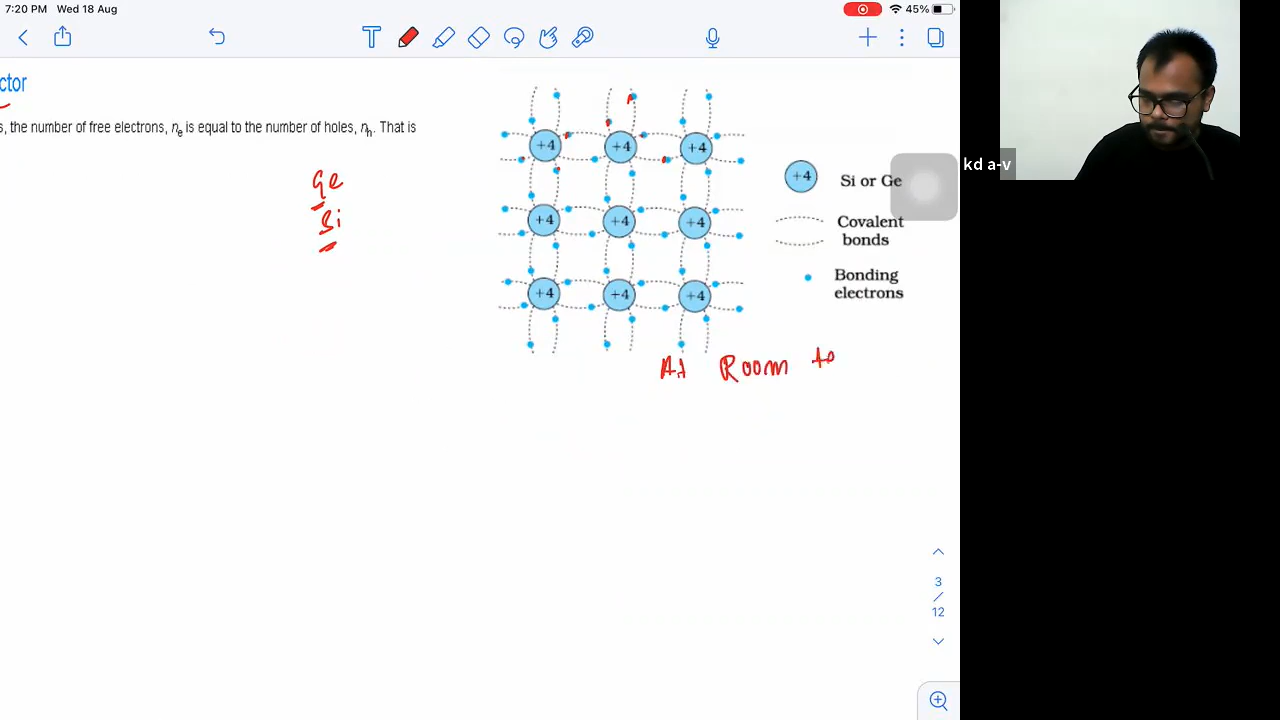 7:20 PM Wed 18 Aug
45%
T
ctor
s, the number of free electrons, ne is equal to the number of holes, nh. That is
Ge
Si
+4 +4 +4
+4 +4 +4
+4 +4 +4
+4 Si or Ge
Covalent
bonds
Bonding
electrons
At Room te
kd a-v
3
/
12